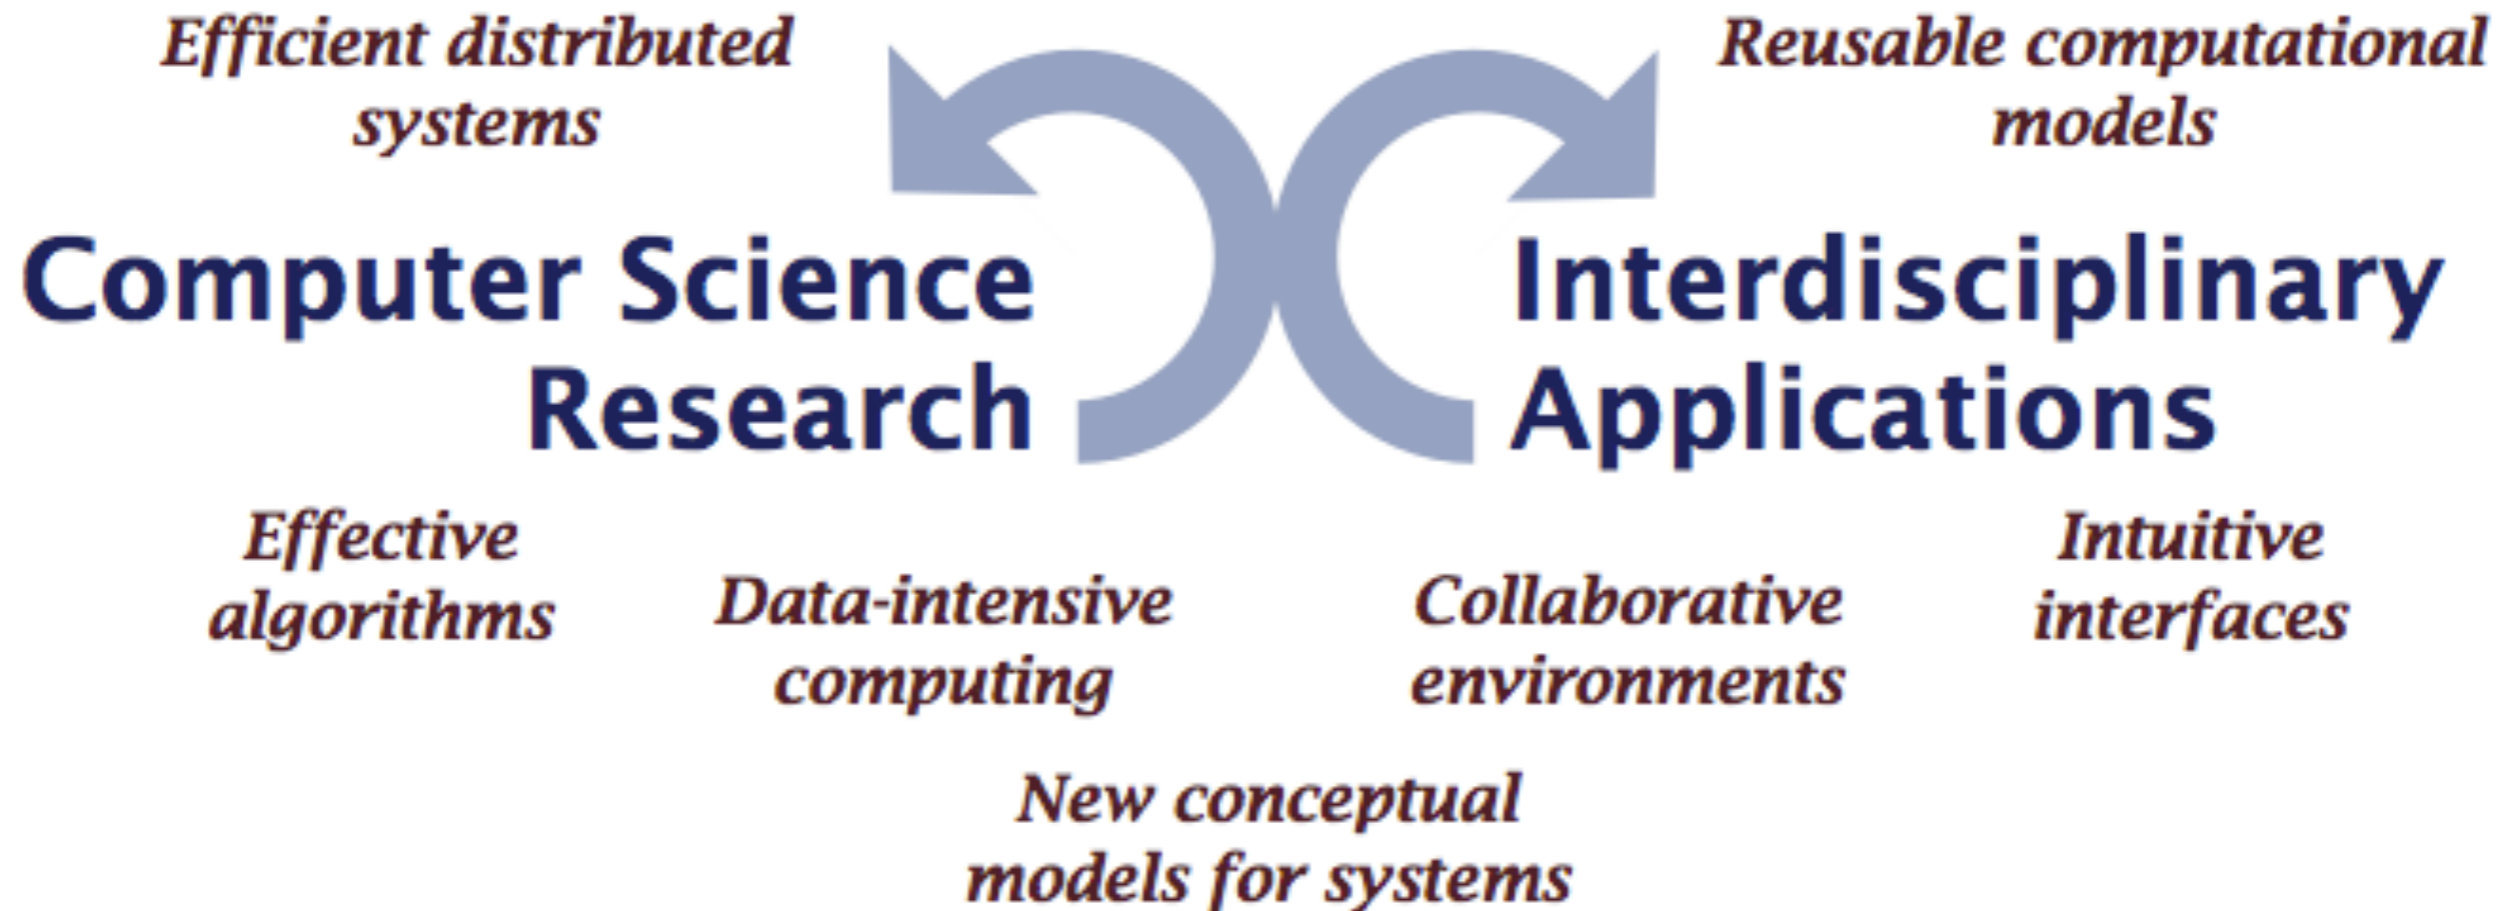 Efficient distributed
systems
Reusable computational
models
Computer Science
Research
Interdisciplinary
Applications
Effective
algorithms
Data-intensive
computing
Collaborative
environments
Intuitive
interfaces
New conceptual
models for systems